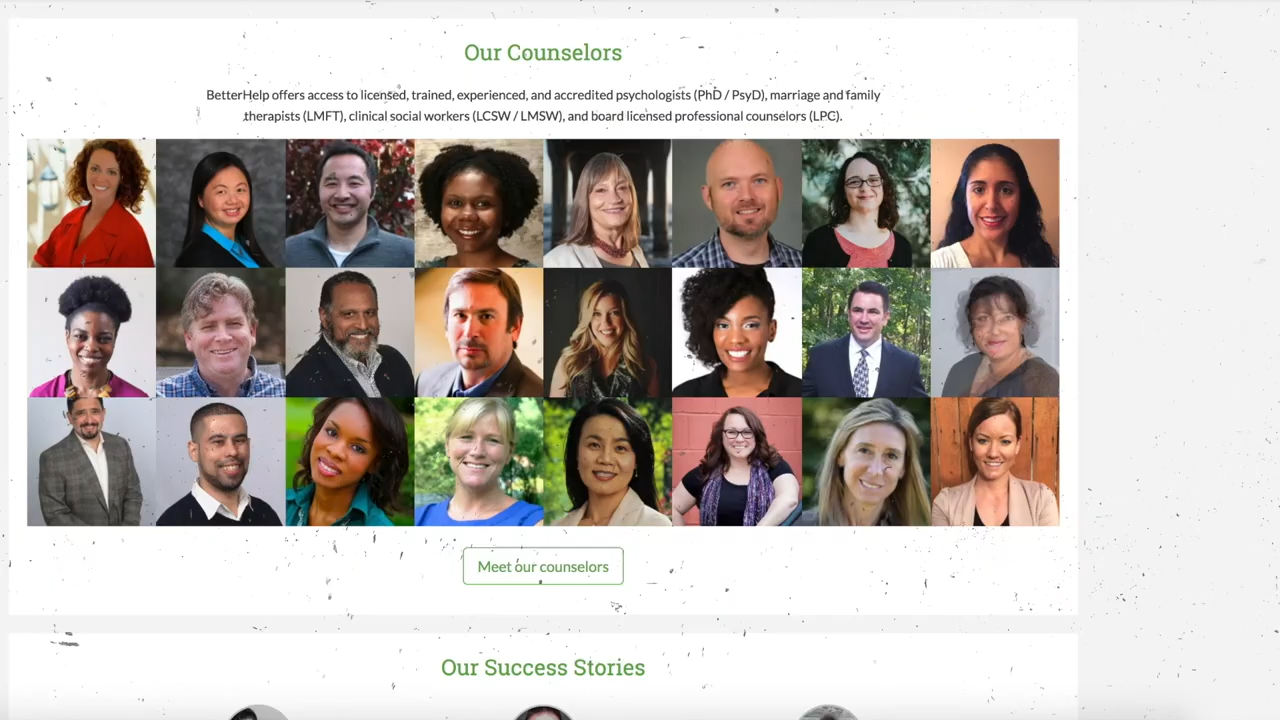 Our Counselors
BetterHelp offers access to licensed, trained, experienced, and accredited psychologists (PhD / PsyD), marriage and family
therapists (LMFT), clinical social workers (LCSW / LMSW), and board licensed professional counselors (LPC).
Meet our counselors
Our Success Stories